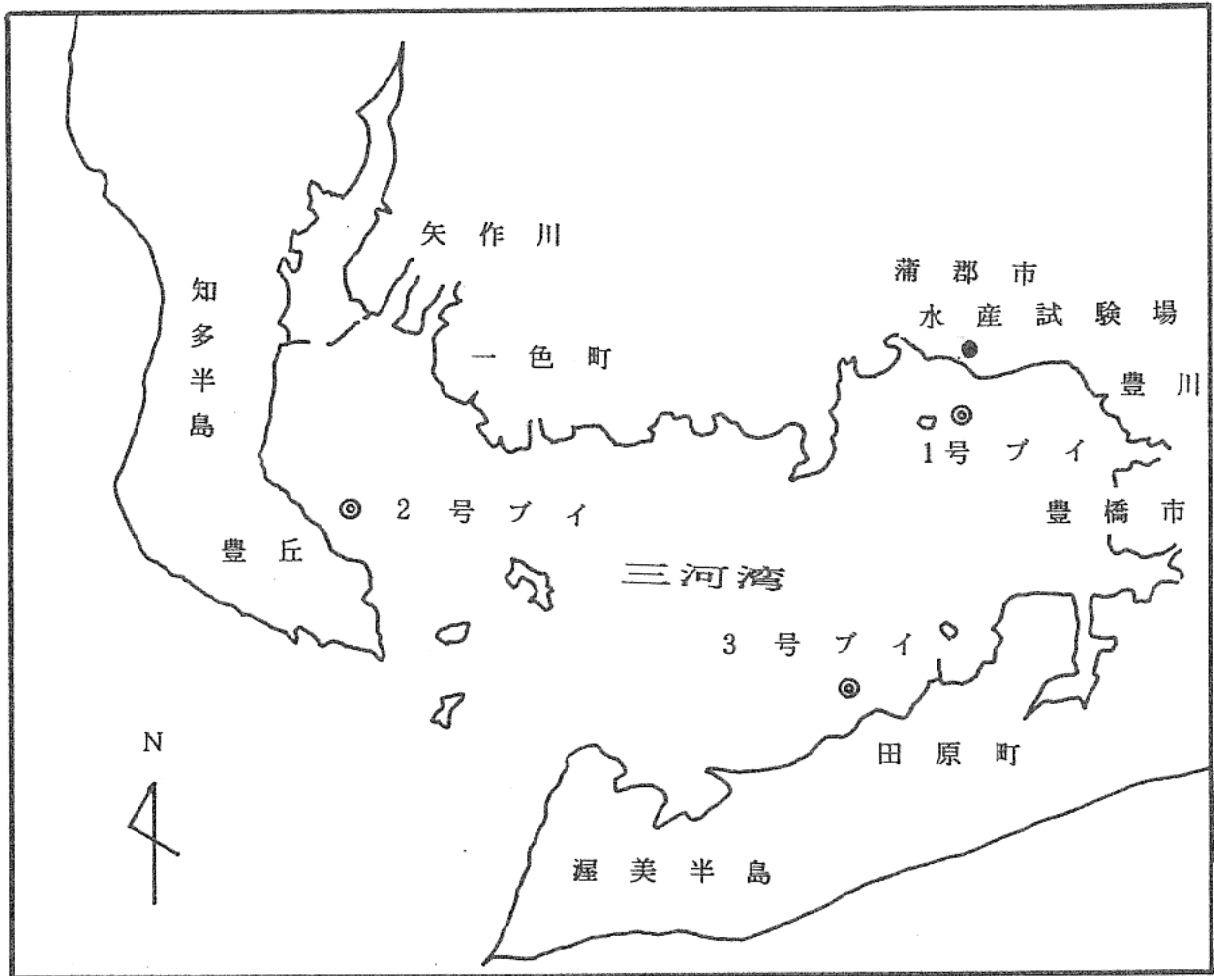 矢作川
蒲郡市
水産試験場
知多半島
一色町
豊川
1号ブイ
2号ブイ
豊橋市
豊丘
三河湾
3号ブイ
N
田原町
渥美半島